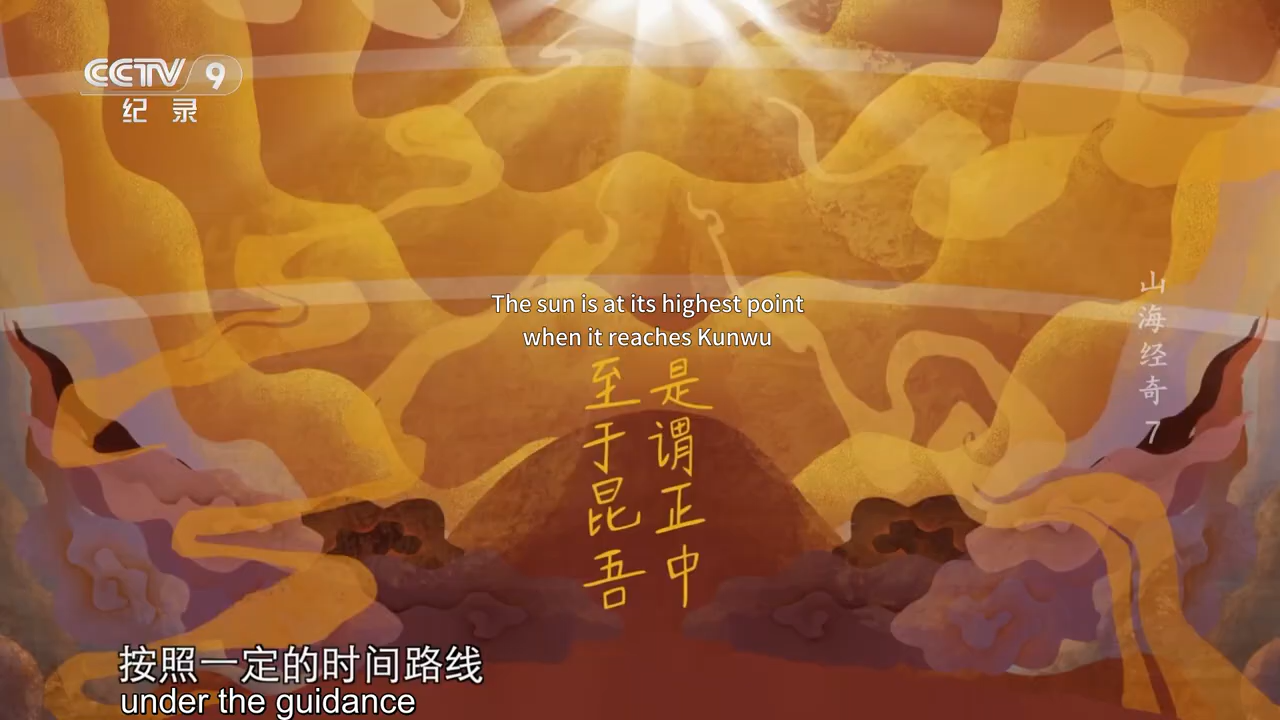 CCTV 9
纪录
The sun is at its highest point
when it reaches Kunwu
至于昆吾
是谓正中
山海经奇 7
按照一定的时间路线
under the guidance